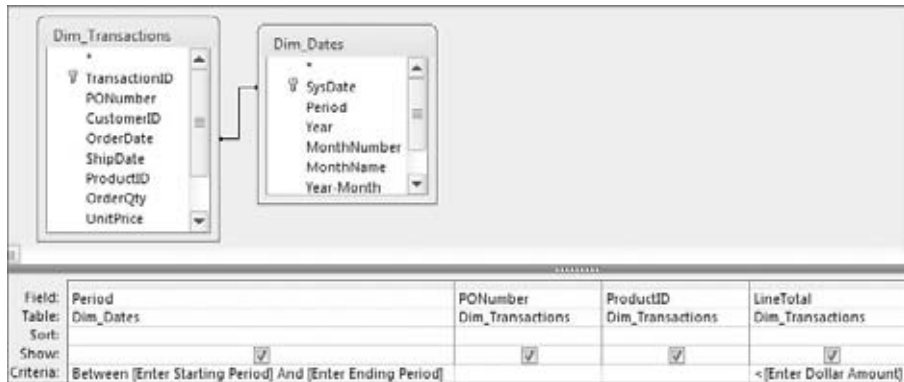 Dim_Transactions
*
TransactionID
PONumber
CustomerID
OrderDate
ShipDate
ProductID
OrderQty
UnitPrice
Dim_Dates
*
SysDate
Period
Year
MonthNumber
MonthName
Year-Month
Field: Period PONumber ProductID LineTotal
Table: Dim_Dates Dim_Transactions Dim_Transactions Dim_Transactions
Sort:
Show:
Criteria: Between [Enter Starting Period] And [Enter Ending Period] <[Enter Dollar Amount]